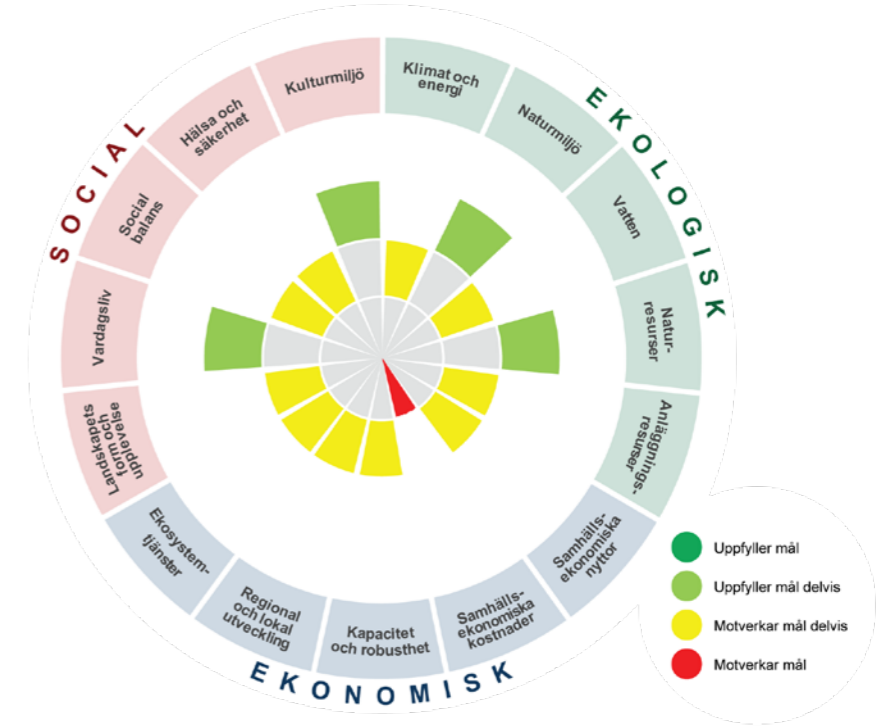 SOCIAL
EKOLOGISK
EKONOMISK
Klimat och
energi
Naturmiljö
Vatten
Natur-
resurser
Anläggnings-
resurser
Samhälls-
ekonomiska
nyttor
Samhälls-
ekonomiska
kostnader
Kapacitet
och robusthet
Regional
och lokal
utveckling
Ekosystem-
tjänster
Landskapets
form och
upplevelse
Vardagsliv
Social
balans
Hälsa och
säkerhet
Kulturmiljö
Uppfyller mål
Uppfyller mål delvis
Motverkar mål delvis
Motverkar mål